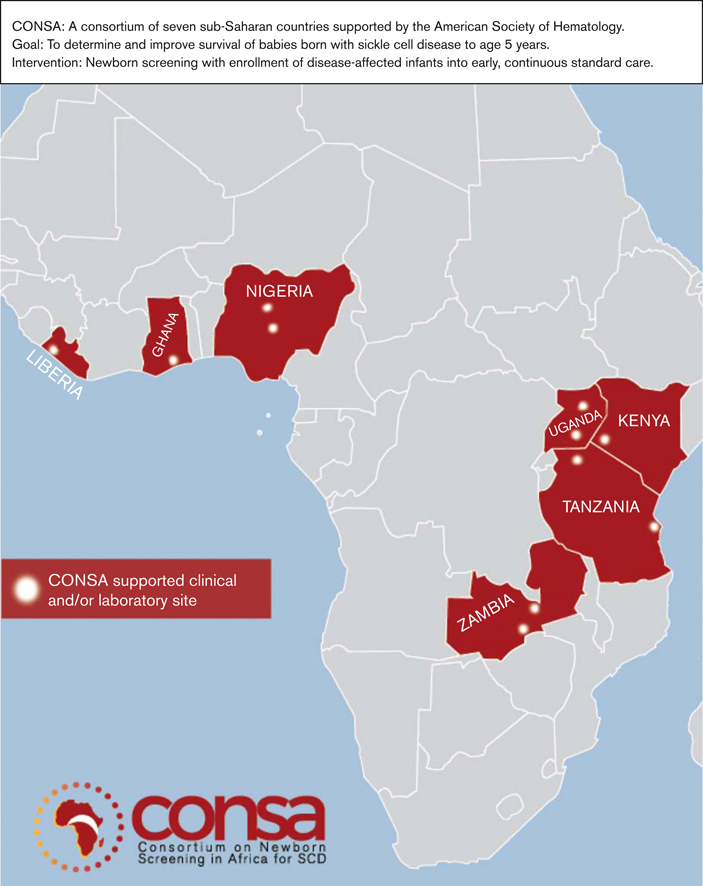 CONSA: A consortium of seven sub-Saharan countries supported by the American Society of Hematology.
Goal: To determine and improve survival of babies born with sickle cell disease to age 5 years.
Intervention: Newborn screening with enrollment of disease-affected infants into early, continuous standard care.
NIGERIA
GHANA
LIBERIA
UGANDA
KENYA
TANZANIA
CONSA supported clinical
and/or laboratory site
ZAMBIA
consa
Consortium on Newborn
Screening in Africa for SCD